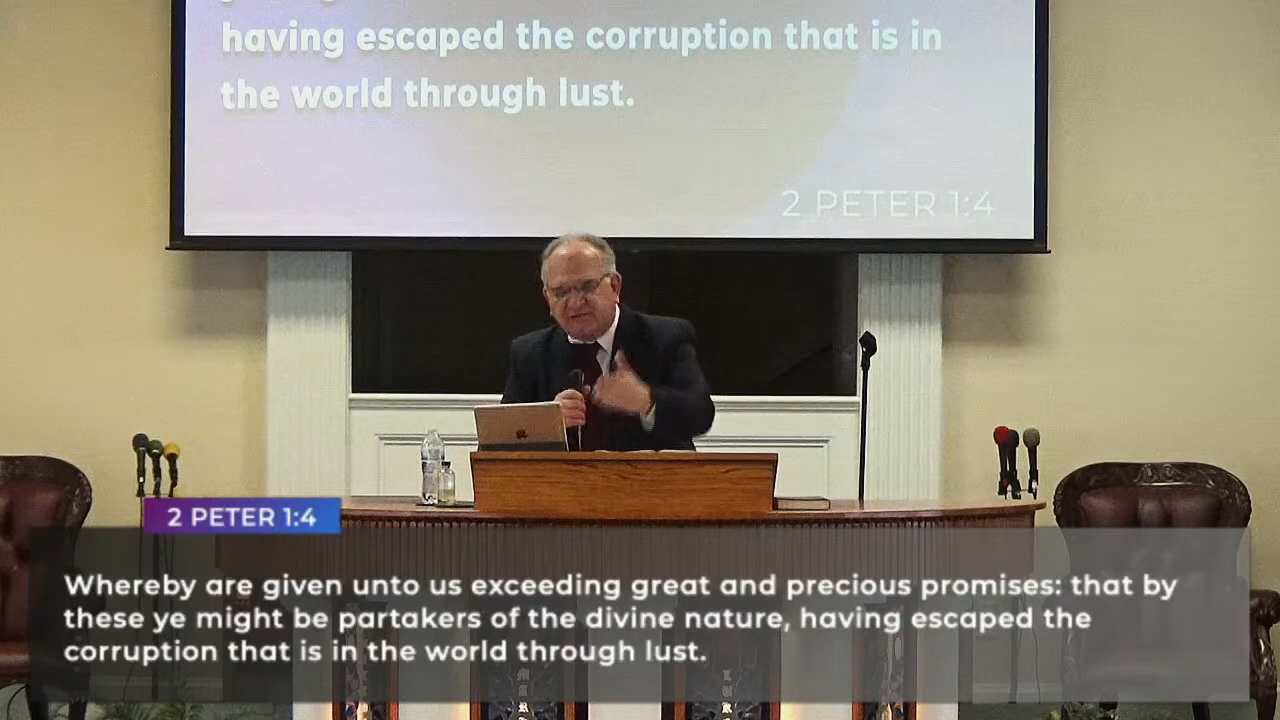 having escaped the corruption that is in
the world through lust.
2 PETER 1:4
2 PETER 1:4
Whereby are given unto us exceeding great and precious promises: that by
these ye might be partakers of the divine nature, having escaped the
corruption that is in the world through lust.